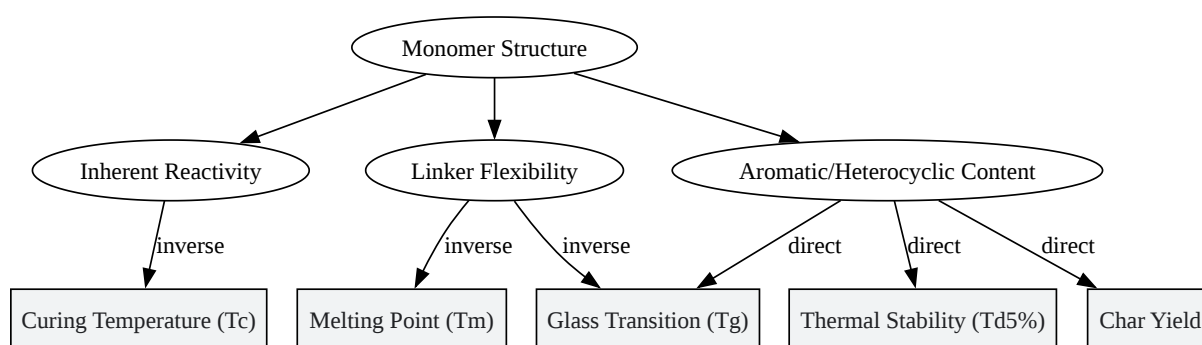 Monomer Structure
Inherent Reactivity
Linker Flexibility
Aromatic/Heterocyclic Content
inverse
inverse
inverse
direct
direct
direct
Curing Temperature (Tc)
Melting Point (Tm)
Glass Transition (Tg)
Thermal Stability (Td5%)
Char Yield